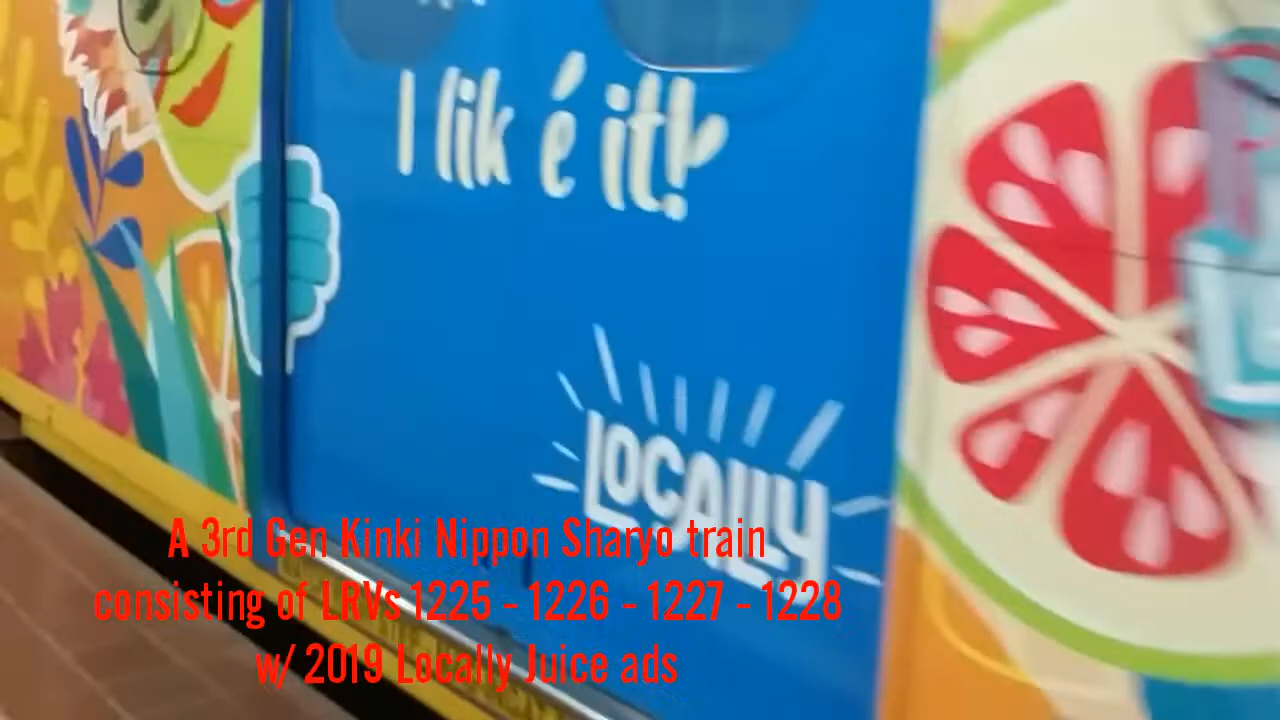 I lik é it!
LOCALLY
A 3rd Gen Kinki Nippon Sharyo train
consisting of LRVs 1225 - 1226 - 1227 - 1228
w/ 2019 Locally Juice ads